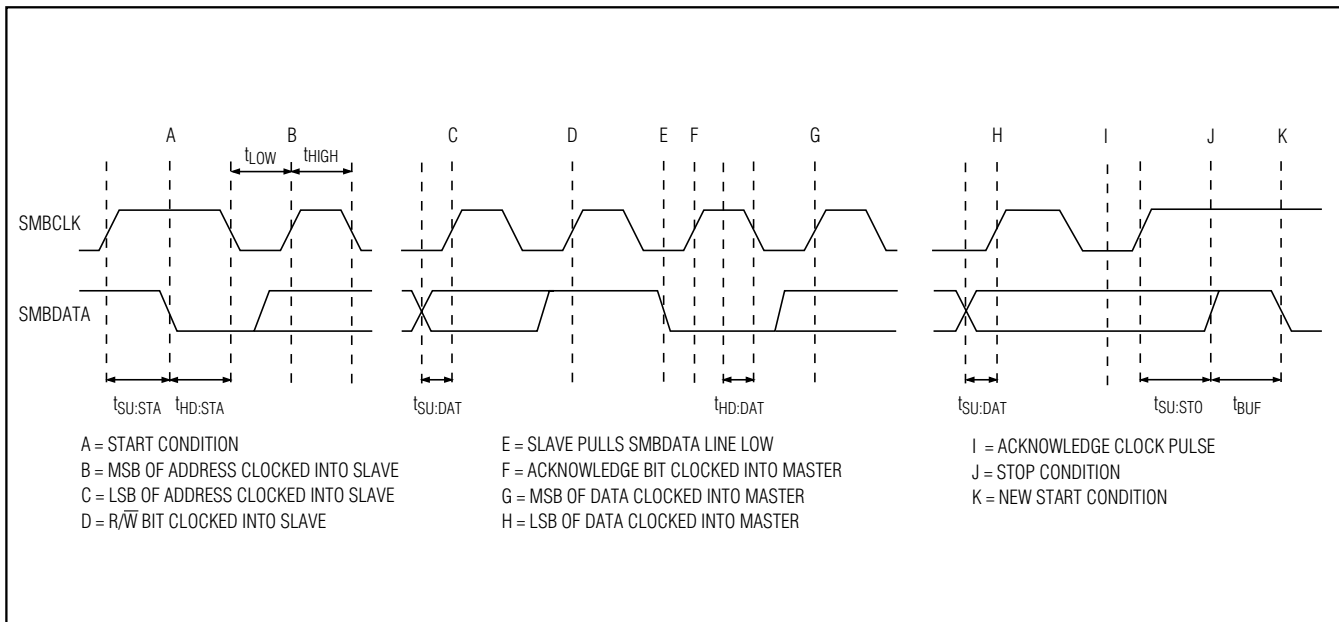 A B C D E F G H I J K
tLOW tHIGH
SMBCLK
SMBDATA
tSU:STA tHD:STA tSU:DAT tHD:DAT tSU:DAT tSU:STO tBUF
A = START CONDITION
B = MSB OF ADDRESS CLOCKED INTO SLAVE
C = LSB OF ADDRESS CLOCKED INTO SLAVE
D = R/W̅ BIT CLOCKED INTO SLAVE
E = SLAVE PULLS SMBDATA LINE LOW
F = ACKNOWLEDGE BIT CLOCKED INTO MASTER
G = MSB OF DATA CLOCKED INTO MASTER
H = LSB OF DATA CLOCKED INTO MASTER
I = ACKNOWLEDGE CLOCK PULSE
J = STOP CONDITION
K = NEW START CONDITION